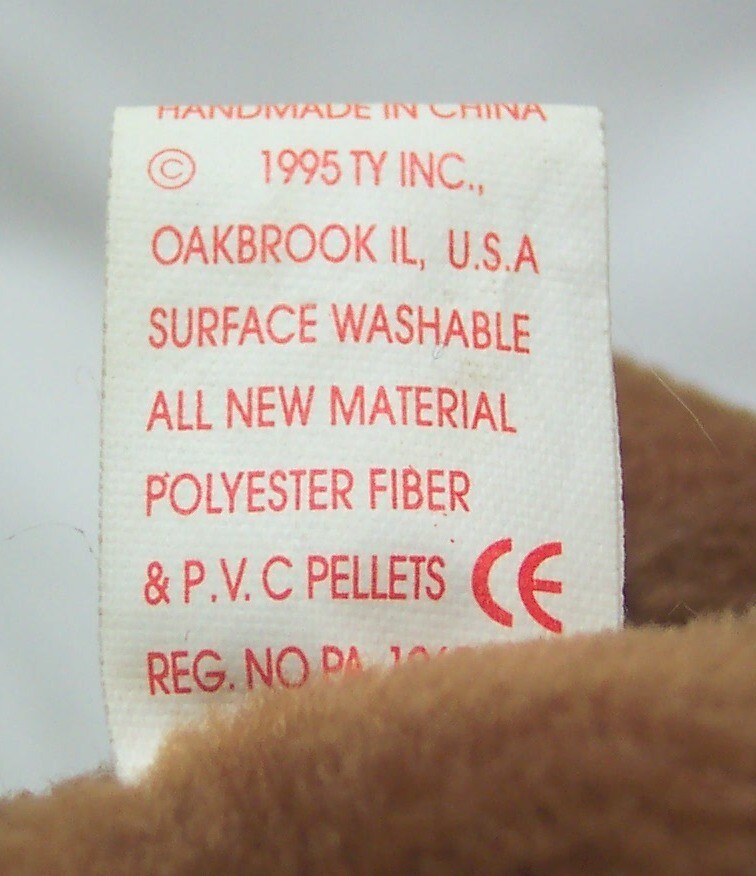 HANDMADE IN CHINA
© 1995 TY INC.,
OAKBROOK IL, U.S.A
SURFACE WASHABLE
ALL NEW MATERIAL
POLYESTER FIBER
& P.V.C PELLETS CE
REG. NO PA.